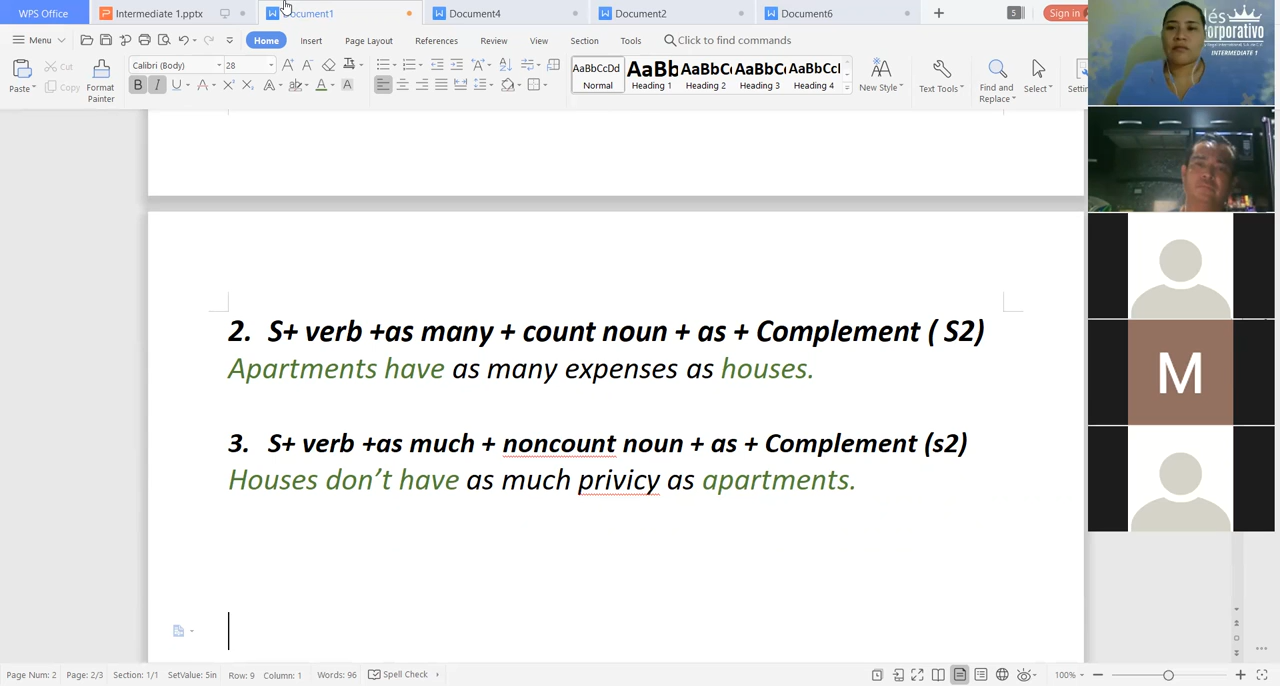 WPS Office Intermediate 1.pptx Document1 Document4 Document2 Document6 5 Sign in
Menu Home Insert Page Layout References Review View Section Tools Click to find commands
Paste Cut Copy Format Painter Calibri (Body) 28 AaBbCcDd Normal AaBb Heading 1 AaBbC Heading 2 AaBbC Heading 3 AaBbCcI Heading 4 New Style Text Tools Find and Replace Select
és
orporativo
INTERMEDIATE 1
2. S+ verb +as many + count noun + as + Complement ( S2)
Apartments have as many expenses as houses.
3. S+ verb +as much + noncount noun + as + Complement (s2)
Houses don’t have as much privicy as apartments.
M
Page Num: 2 Page: 2/3 Section: 1/1 SetValue: 5in Row: 9 Column: 1 Words: 96 Spell Check 100%